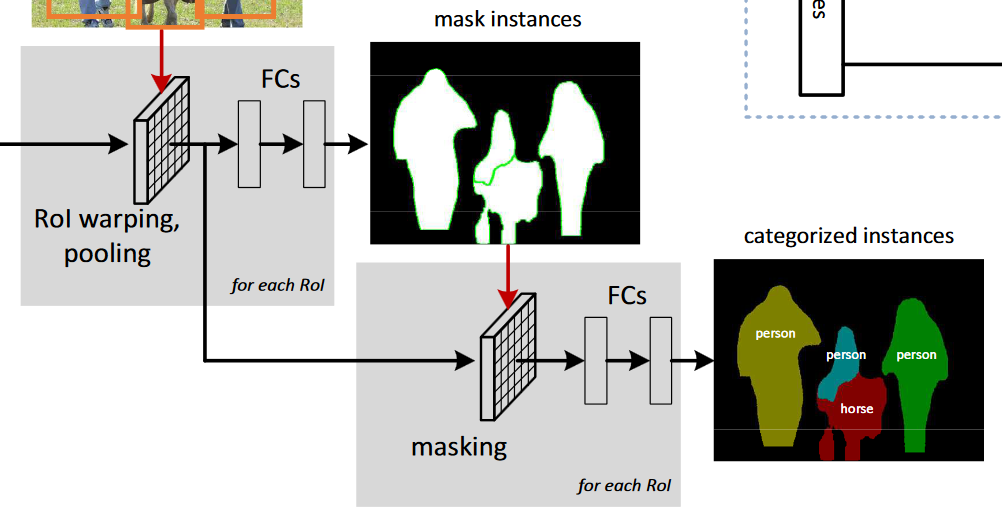 mask instances
es
FCs
RoI warping,
pooling
for each RoI
categorized instances
FCs
person
person
person
horse
masking
for each RoI